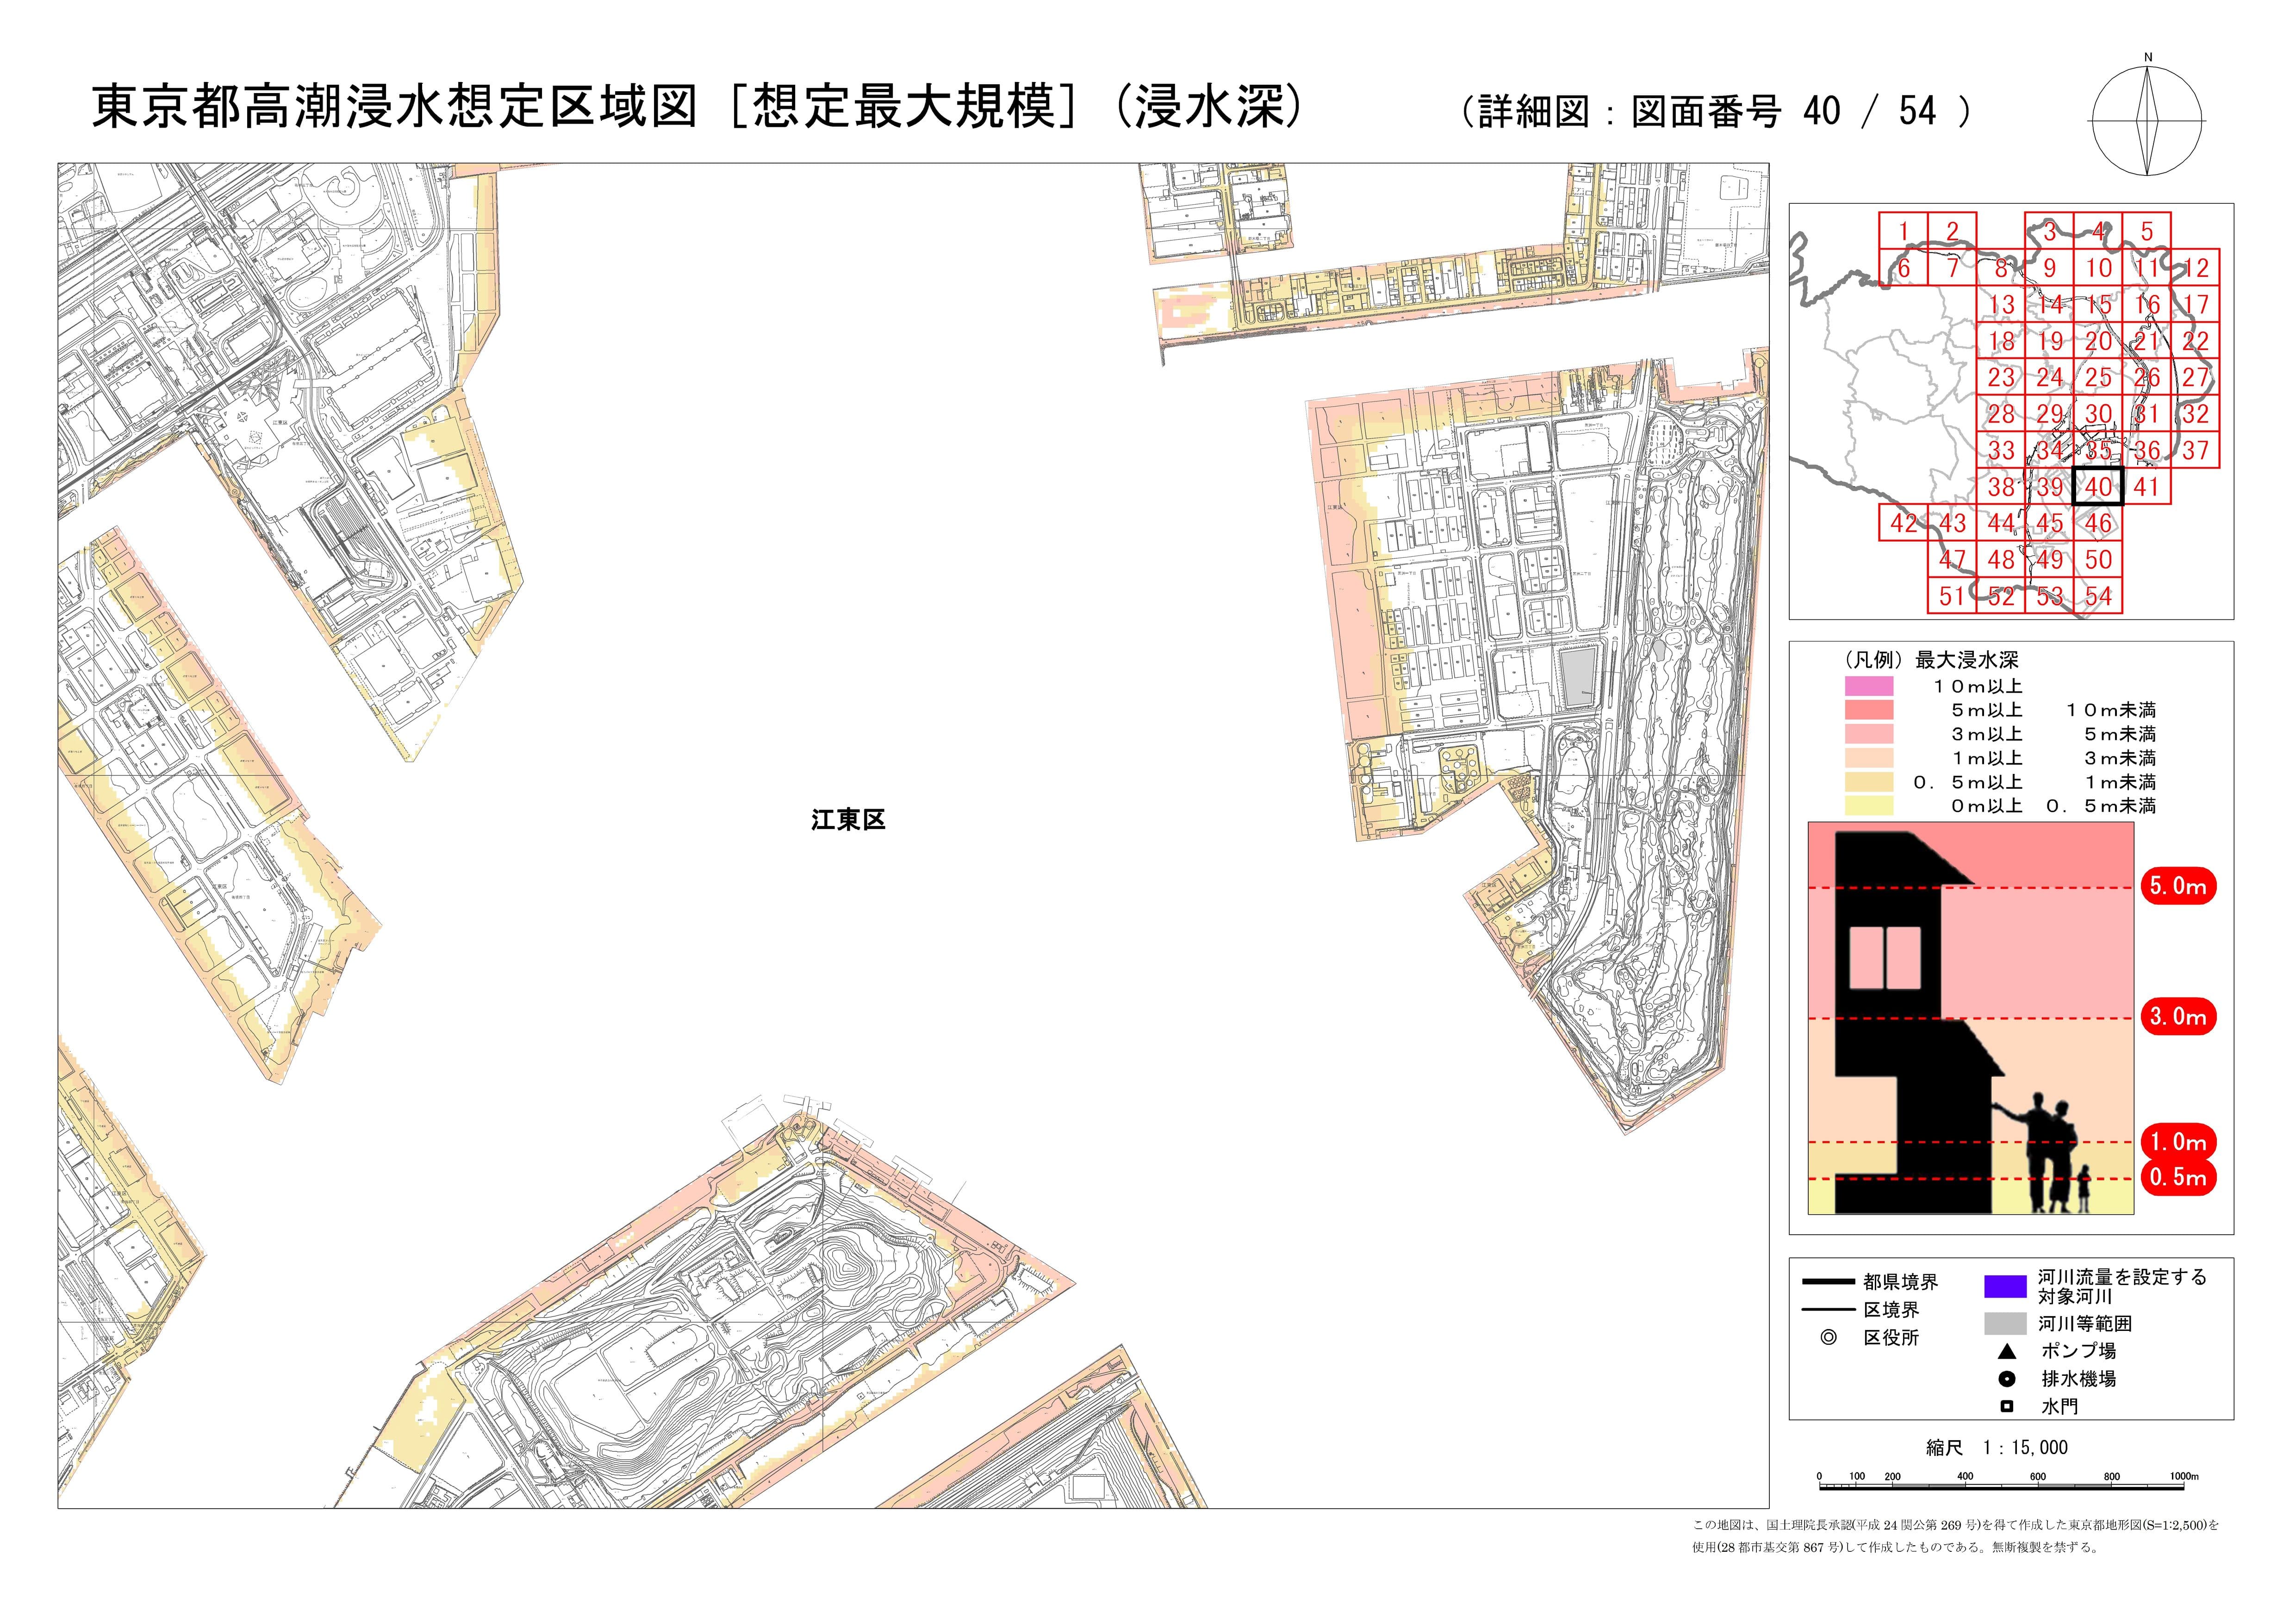 東京都高潮浸水想定区域図［想定最大規模］（浸水深）
（詳細図：図面番号 40 / 54 ）
N
江東区
1 2 3 4 5
6 7 8 9 10 11 12
13 14 15 16 17
18 19 20 21 22
23 24 25 26 27
28 29 30 31 32
33 34 35 36 37
38 39 40 41
42 43 44 45 46
47 48 49 50
51 52 53 54
（凡例）最大浸水深
１０ｍ以上
５ｍ以上 １０ｍ未満
３ｍ以上 ５ｍ未満
１ｍ以上 ３ｍ未満
０．５ｍ以上 １ｍ未満
０ｍ以上 ０．５ｍ未満
5.0m
3.0m
1.0m
0.5m
都県境界
区境界
区役所
河川流量を設定する
対象河川
河川等範囲
ポンプ場
排水機場
水門
縮尺 1：15,000
0 100 200 400 600 800 1000m
この地図は、国土理院長承認(平成 24 関公第 269 号)を得て作成した東京都地形図(S=1:2,500)を
使用(28 都市基交第 867 号)して作成したものである。無断複製を禁ずる。